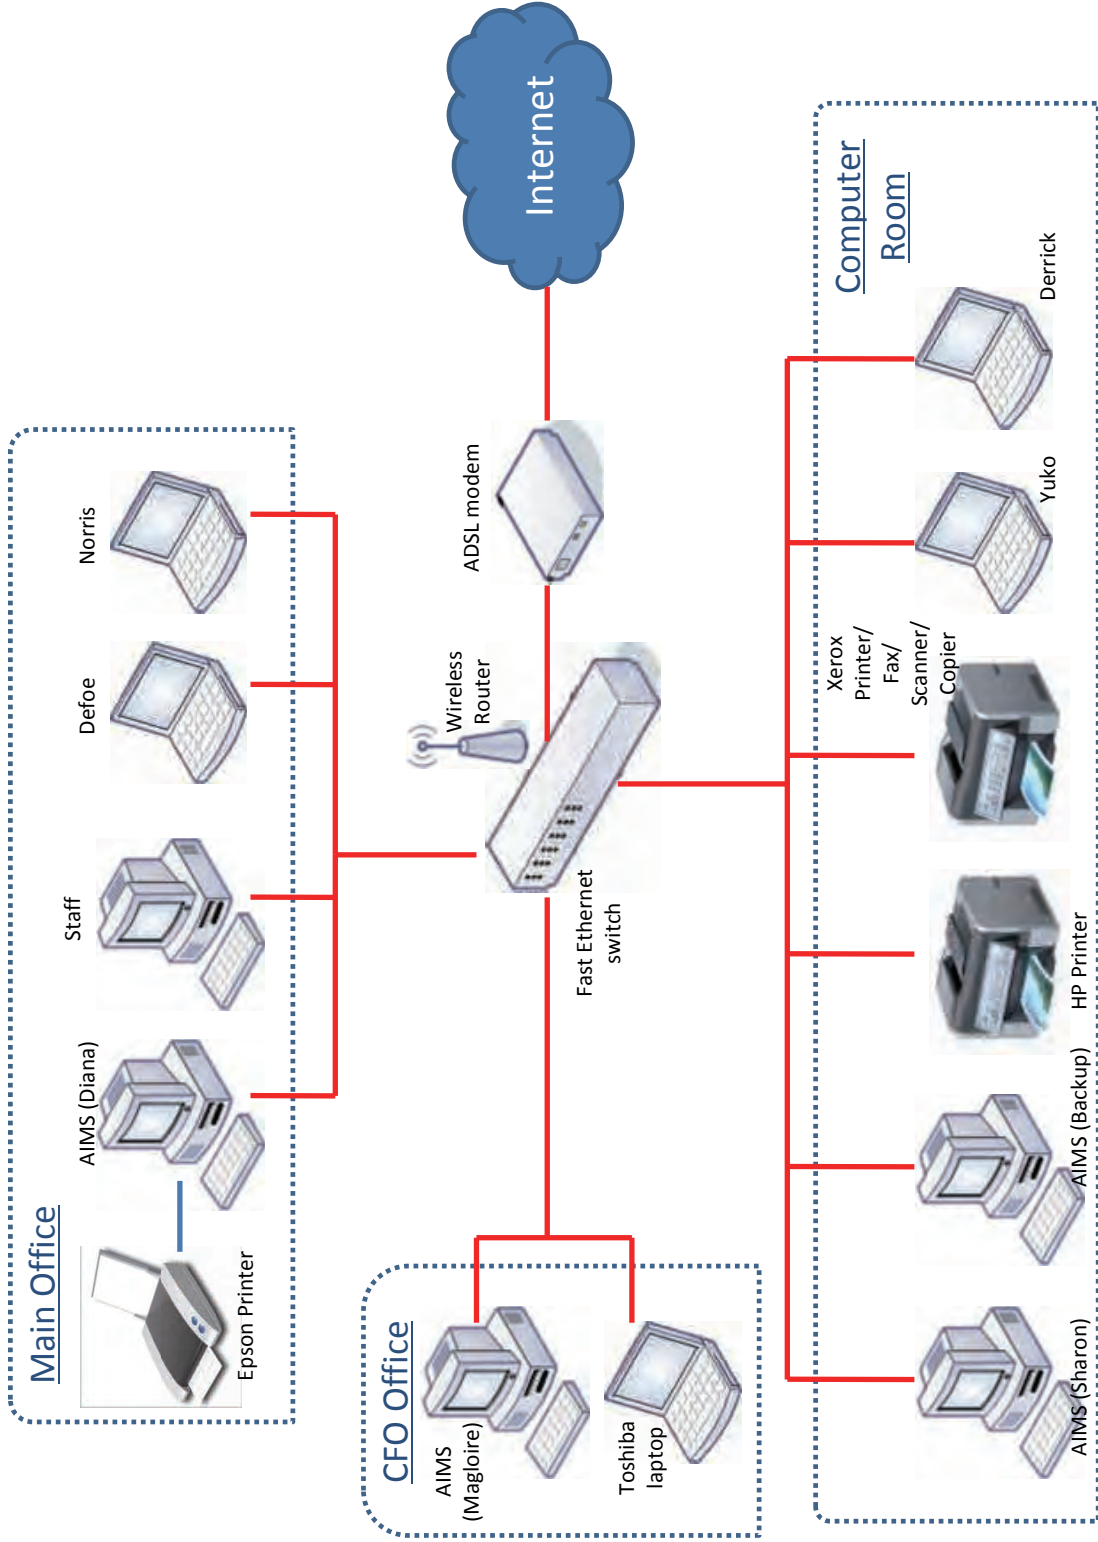 Main Office
Epson Printer
AIMS (Diana)
Staff
Defoe
Norris
CFO Office
AIMS
(Magloire)
Toshiba
laptop
Fast Ethernet
switch
Wireless
Router
ADSL modem
Internet
Computer
Room
AIMS (Sharon)
AIMS (Backup)
HP Printer
Xerox
Printer/
Fax/
Scanner/
Copier
Yuko
Derrick